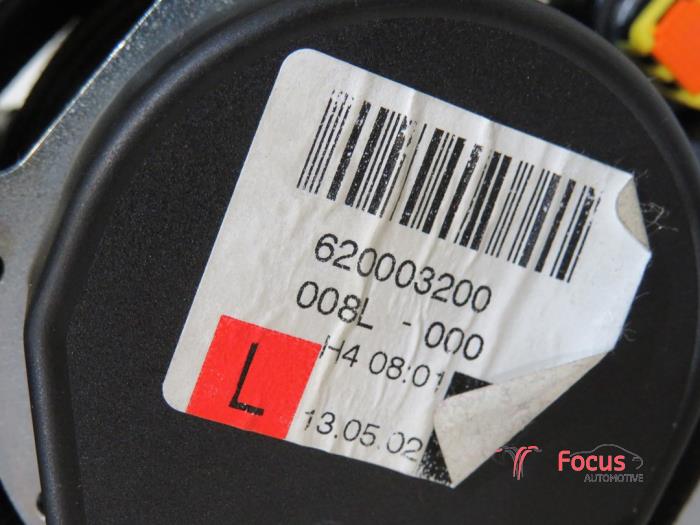 620003200
008L - 000
H4 08:01
L
13.05.02
Focus
AUTOMOTIVE